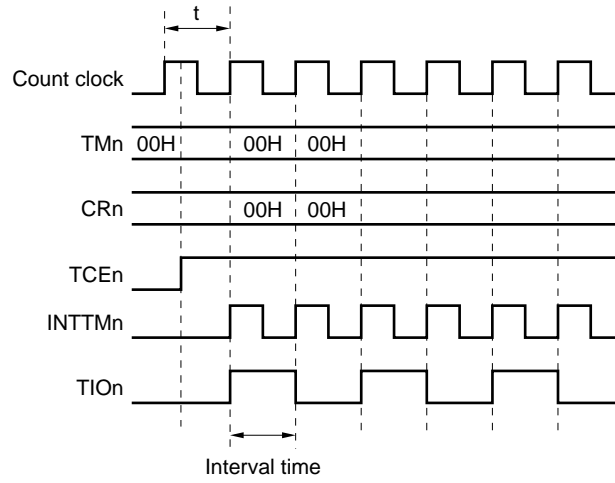 t
Count clock
TMn 00H 00H 00H
CRn 00H 00H
TCEn
INTTMn
TIOn
Interval time